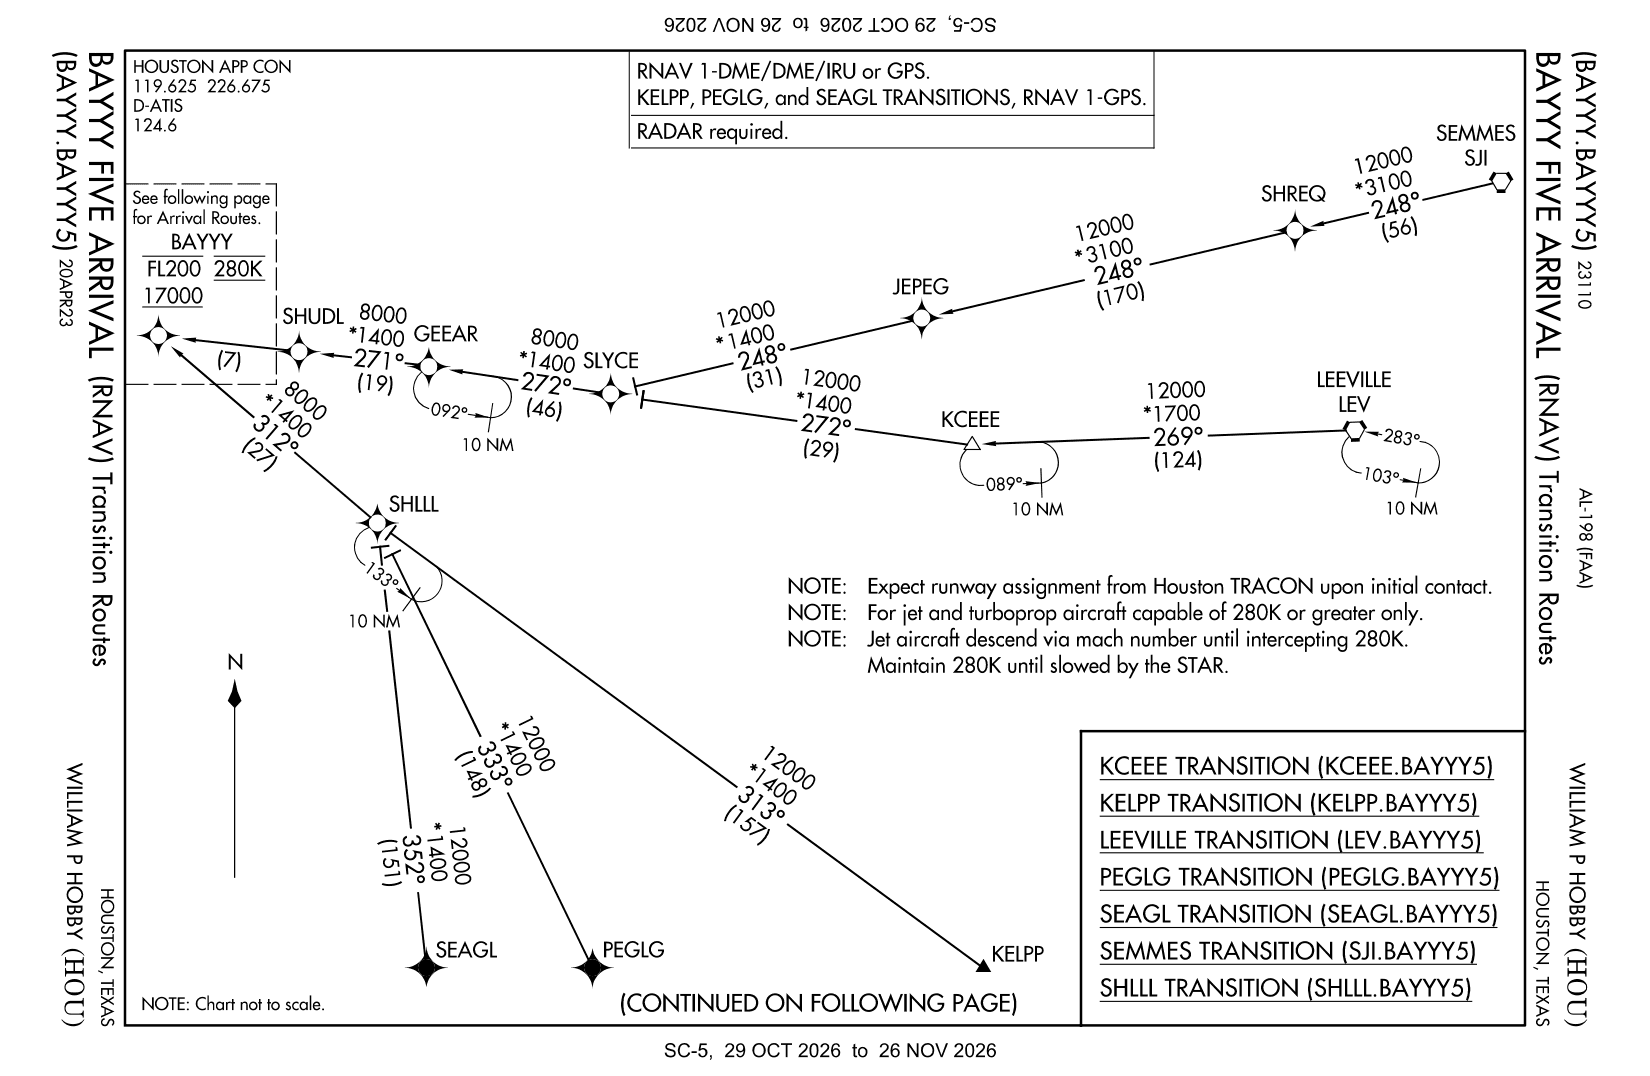 SC-5, 29 OCT 2026 to 26 NOV 2026
(BAYYY.BAYYY5) 20APR23
BAYYY FIVE ARRIVAL (RNAV) Transition Routes
WILLIAM P HOBBY (HOU)
HOUSTON, TEXAS
HOUSTON APP CON
119.625 226.675
D-ATIS
124.6
RNAV 1-DME/DME/IRU or GPS.
KELPP, PEGLG, and SEAGL TRANSITIONS, RNAV 1-GPS.
RADAR required.
See following page
for Arrival Routes.
BAYYY
FL200 280K
17000
(7)
SHUDL
8000
*1400
271°
(19)
GEEAR
092°
10 NM
8000
*1400
272°
(46)
SLYCE
12000
*1400
248°
(31)
JEPEG
12000
*3100
248°
(170)
SHREQ
12000
*3100
248°
(56)
SEMMES
SJI
12000
*1400
272°
(29)
KCEEE
089°
10 NM
12000
*1700
269°
(124)
LEEVILLE
LEV
283°
103°
10 NM
8000
*1400
312°
(27)
SHLLL
133°
10 NM
NOTE: Expect runway assignment from Houston TRACON upon initial contact.
NOTE: For jet and turboprop aircraft capable of 280K or greater only.
NOTE: Jet aircraft descend via mach number until intercepting 280K.
Maintain 280K until slowed by the STAR.
N
12000
*1400
352°
(151)
SEAGL
12000
*1400
333°
(148)
PEGLG
12000
*1400
313°
(157)
KELPP
KCEEE TRANSITION (KCEEE.BAYYY5)
KELPP TRANSITION (KELPP.BAYYY5)
LEEVILLE TRANSITION (LEV.BAYYY5)
PEGLG TRANSITION (PEGLG.BAYYY5)
SEAGL TRANSITION (SEAGL.BAYYY5)
SEMMES TRANSITION (SJI.BAYYY5)
SHLLL TRANSITION (SHLLL.BAYYY5)
NOTE: Chart not to scale.
(CONTINUED ON FOLLOWING PAGE)
BAYYY FIVE ARRIVAL (RNAV) Transition Routes
(BAYYY.BAYYY5) 23110
AL-198 (FAA)
HOUSTON, TEXAS
WILLIAM P HOBBY (HOU)
SC-5, 29 OCT 2026 to 26 NOV 2026